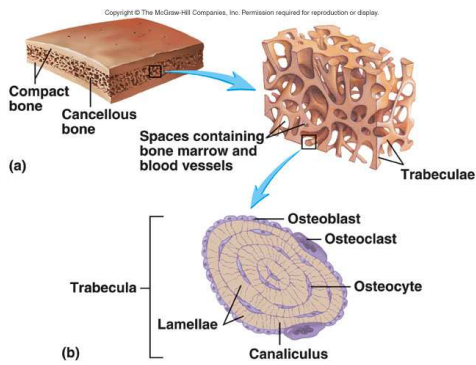 Copyright © The McGraw-Hill Companies, Inc. Permission required for reproduction or display.
Compact
bone
Cancellous
bone
(a)
Spaces containing
bone marrow and
blood vessels
Trabeculae
Osteoblast
Osteoclast
Trabecula
Osteocyte
Lamellae
Canaliculus
(b)